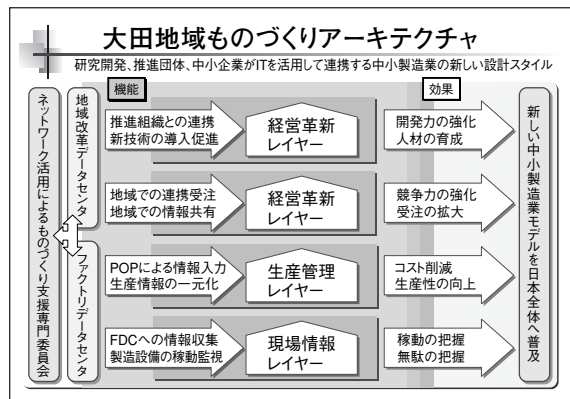 大田地域ものづくりアーキテクチャ
研究開発、推進団体、中小企業がITを活用して連携する中小製造業の新しい設計スタイル
ネットワーク活用によるものづくり支援専門委員会
地域改革データセンタ
ファクトリデータセンタ
機能
効果
推進組織との連携
新技術の導入促進
経営革新
レイヤー
開発力の強化
人材の育成
地域での連携受注
地域での情報共有
経営革新
レイヤー
競争力の強化
受注の拡大
POPによる情報入力
生産情報の一元化
生産管理
レイヤー
コスト削減
生産性の向上
FDCへの情報収集
製造設備の稼動監視
現場情報
レイヤー
稼動の把握
無駄の把握
新しい中小製造業モデルを日本全体へ普及